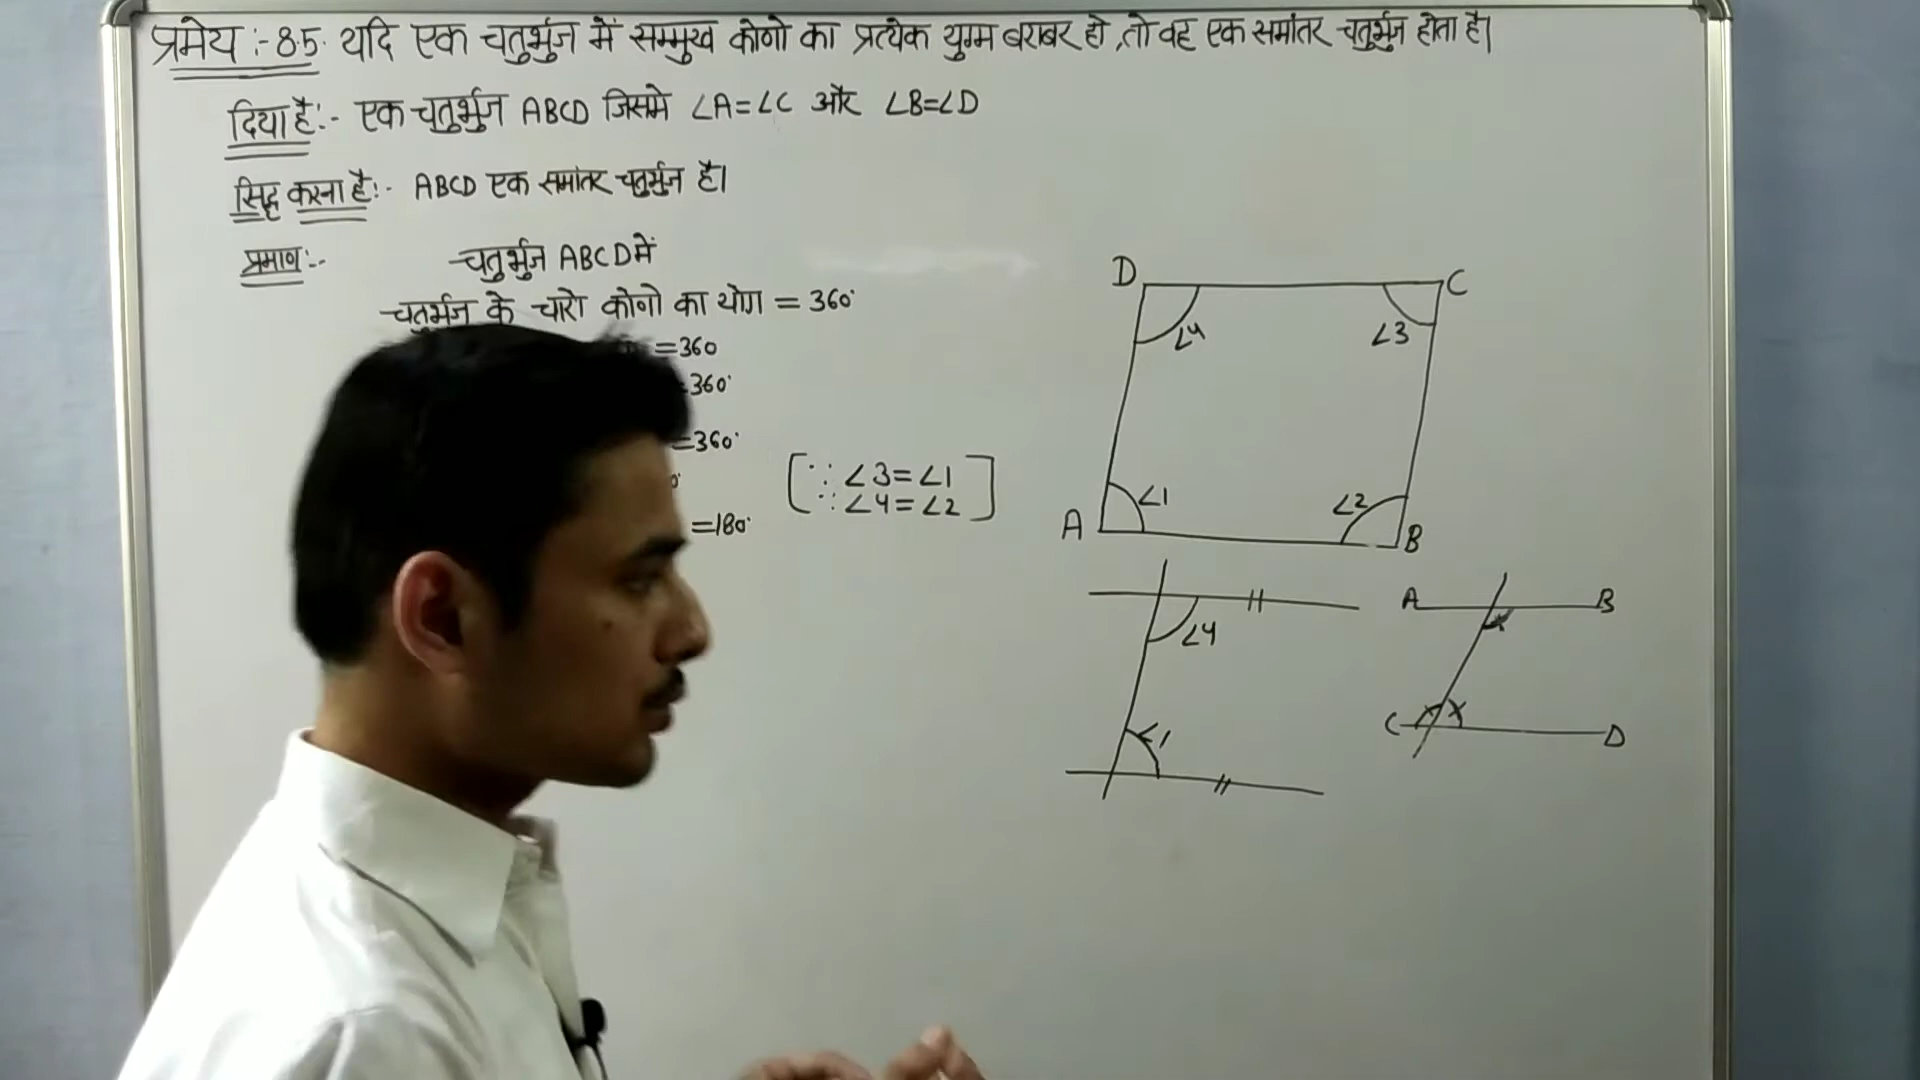 प्रमेय :- 8.5. यदि एक चतुर्भुज में सम्मुख कोणो का प्रत्येक युग्म बराबर हो, तो वह एक समांतर चतुर्भुज होता है।
दिया है:- एक चतुर्भुज ABCD जिसमे ∠A=∠C और ∠B=∠D
सिद्ध करना है:- ABCD एक समांतर चतुर्भुज है।
प्रमाण:- चतुर्भुज ABCD में
चतुर्भुज के चारो कोणो का योग = 360°
=360
=360°
=360°
[∵ ∠3=∠1
∵ ∠4=∠2]
=180°
D
C
∠4
∠3
∠1
∠2
A
B
∠4
∠1
A
B
x
x
x
C
D